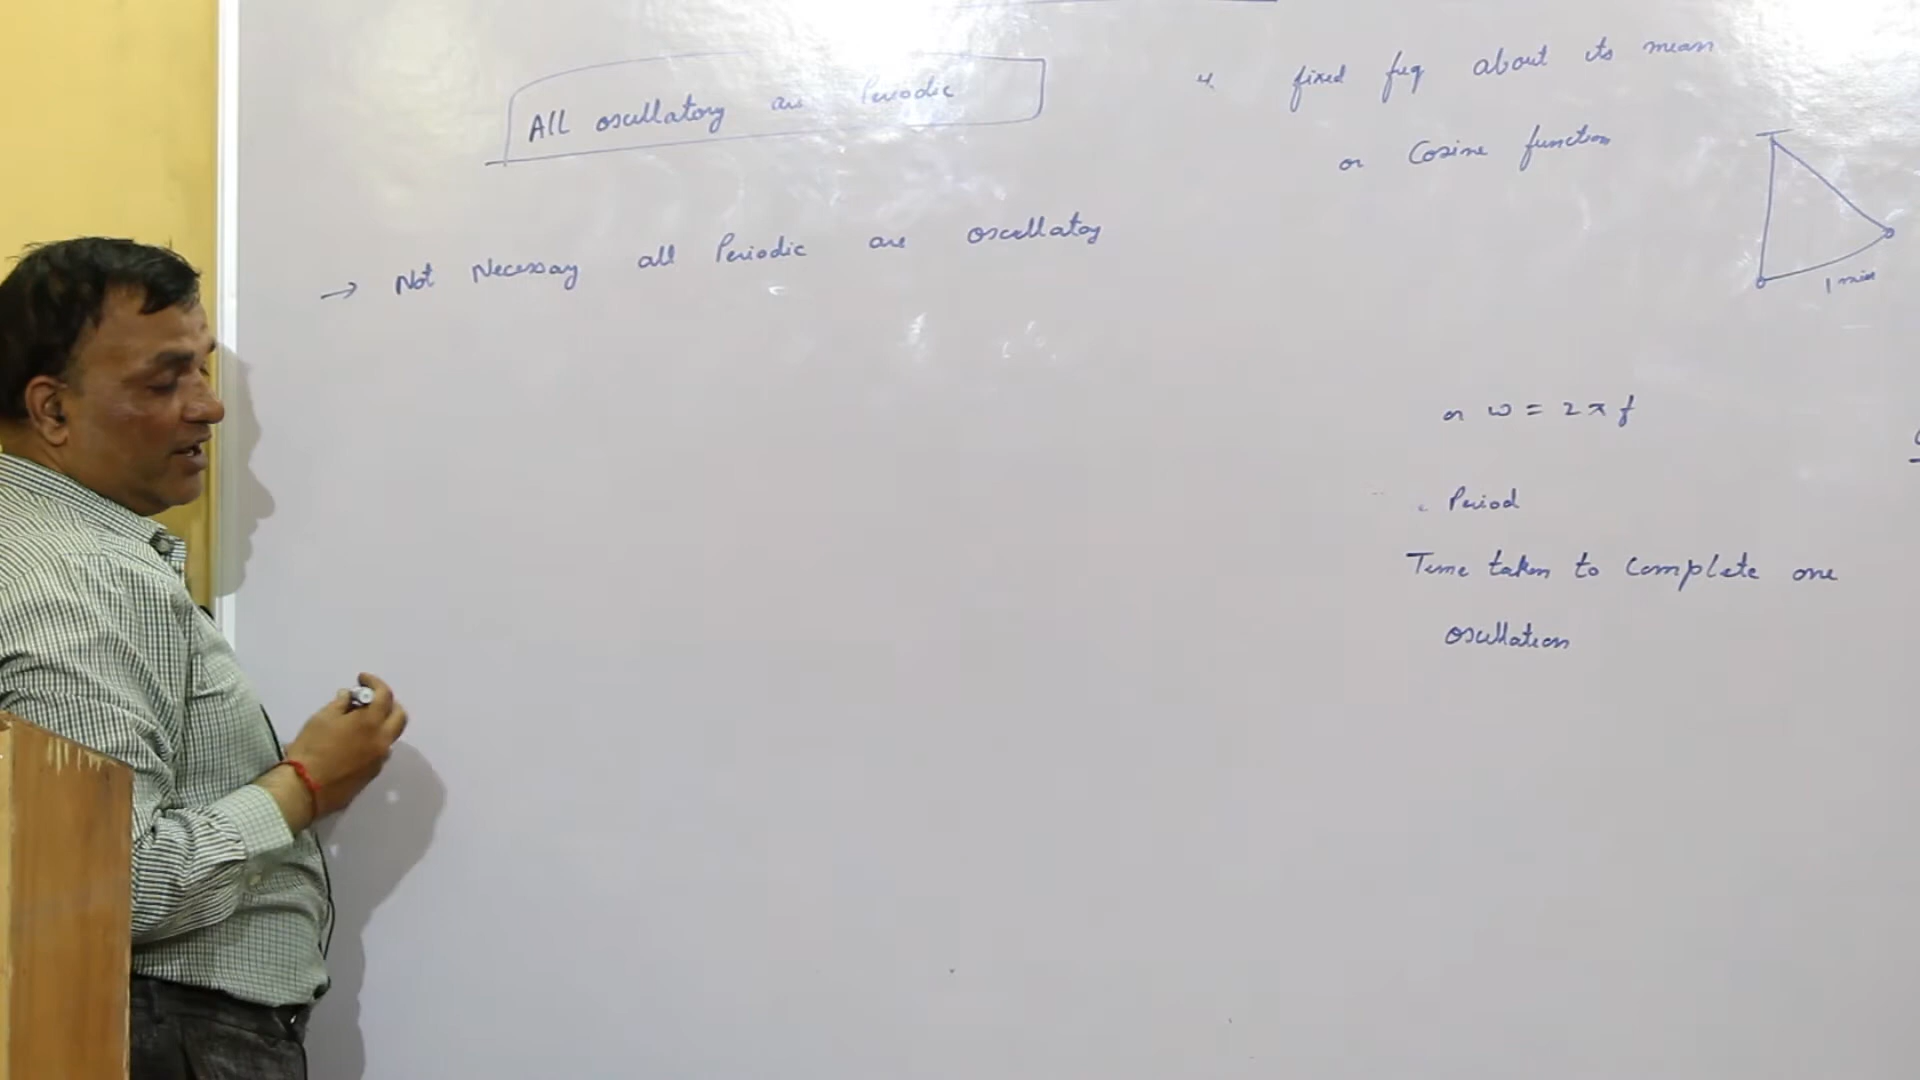 All oscillatory are Periodic
→ Not Necessary all Periodic are oscillatory
4. fixed freq about its mean
or Cosine function
1 min
or ω = 2 π f
Period
Time taken to complete one
oscillation